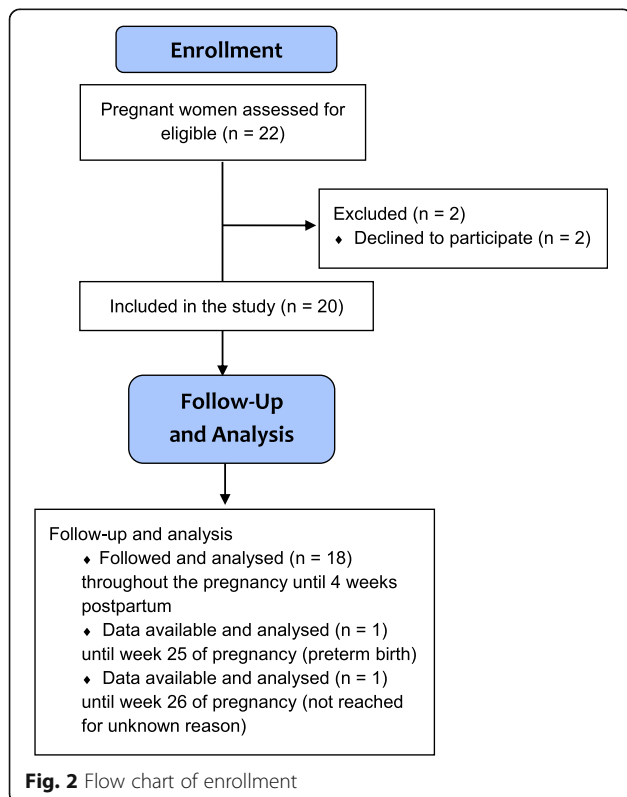 Enrollment
Pregnant women assessed for
eligible (n = 22)
Excluded (n = 2)
♦ Declined to participate (n = 2)
Included in the study (n = 20)
Follow-Up
and Analysis
Follow-up and analysis
♦ Followed and analysed (n = 18)
throughout the pregnancy until 4 weeks
postpartum
♦ Data available and analysed (n = 1)
until week 25 of pregnancy (preterm birth)
♦ Data available and analysed (n = 1)
until week 26 of pregnancy (not reached
for unknown reason)
Fig. 2 Flow chart of enrollment